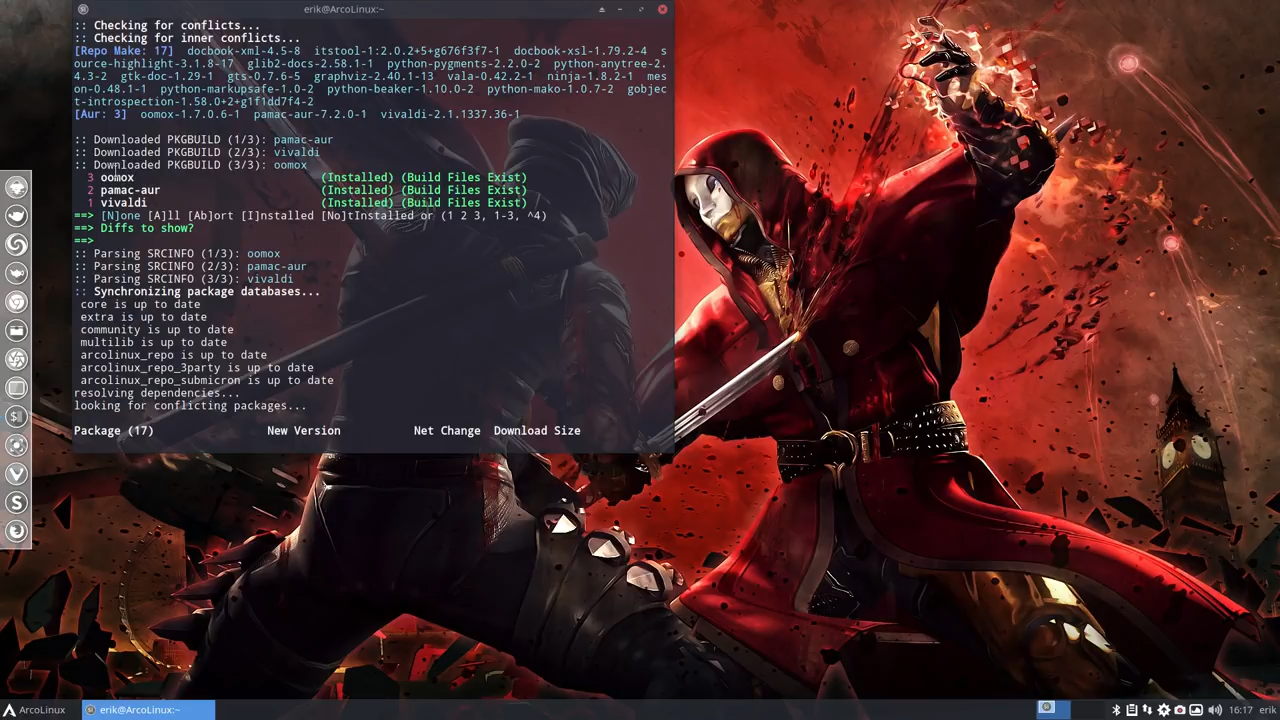 erik@ArcoLinux:~
:: Checking for conflicts...
:: Checking for inner conflicts...
[Repo Make: 17]  docbook-xml-4.5-8  itstool-1:2.0.2+5+g676f3f7-1  docbook-xsl-1.79.2-4  s
ource-highlight-3.1.8-17  glib2-docs-2.58.1-1  python-pygments-2.2.0-2  python-anytree-2.
4.3-2  gtk-doc-1.29-1  gts-0.7.6-5  graphviz-2.40.1-13  vala-0.42.2-1  ninja-1.8.2-1  mes
on-0.48.1-1  python-markupsafe-1.0-2  python-beaker-1.10.0-2  python-mako-1.0.7-2  gobjec
t-introspection-1.58.0+2+g1f1dd7f4-2
[Aur: 3]  oomox-1.7.0.6-1  pamac-aur-7.2.0-1  vivaldi-2.1.1337.36-1
:: Downloaded PKGBUILD (1/3): pamac-aur
:: Downloaded PKGBUILD (2/3): vivaldi
:: Downloaded PKGBUILD (3/3): oomox
3 oomox (Installed) (Build Files Exist)
2 pamac-aur (Installed) (Build Files Exist)
1 vivaldi (Installed) (Build Files Exist)
==> [N]one [A]ll [Ab]ort [I]nstalled [No]tInstalled or (1 2 3, 1-3, ^4)
==> Diffs to show?
==>
:: Parsing SRCINFO (1/3): oomox
:: Parsing SRCINFO (2/3): pamac-aur
:: Parsing SRCINFO (3/3): vivaldi
:: Synchronizing package databases...
core is up to date
extra is up to date
community is up to date
multilib is up to date
arcolinux_repo is up to date
arcolinux_repo_3party is up to date
arcolinux_repo_submicron is up to date
resolving dependencies...
looking for conflicting packages...
Package (17) New Version Net Change Download Size
ArcoLinux erik@ArcoLinux:~ 16:17 erik